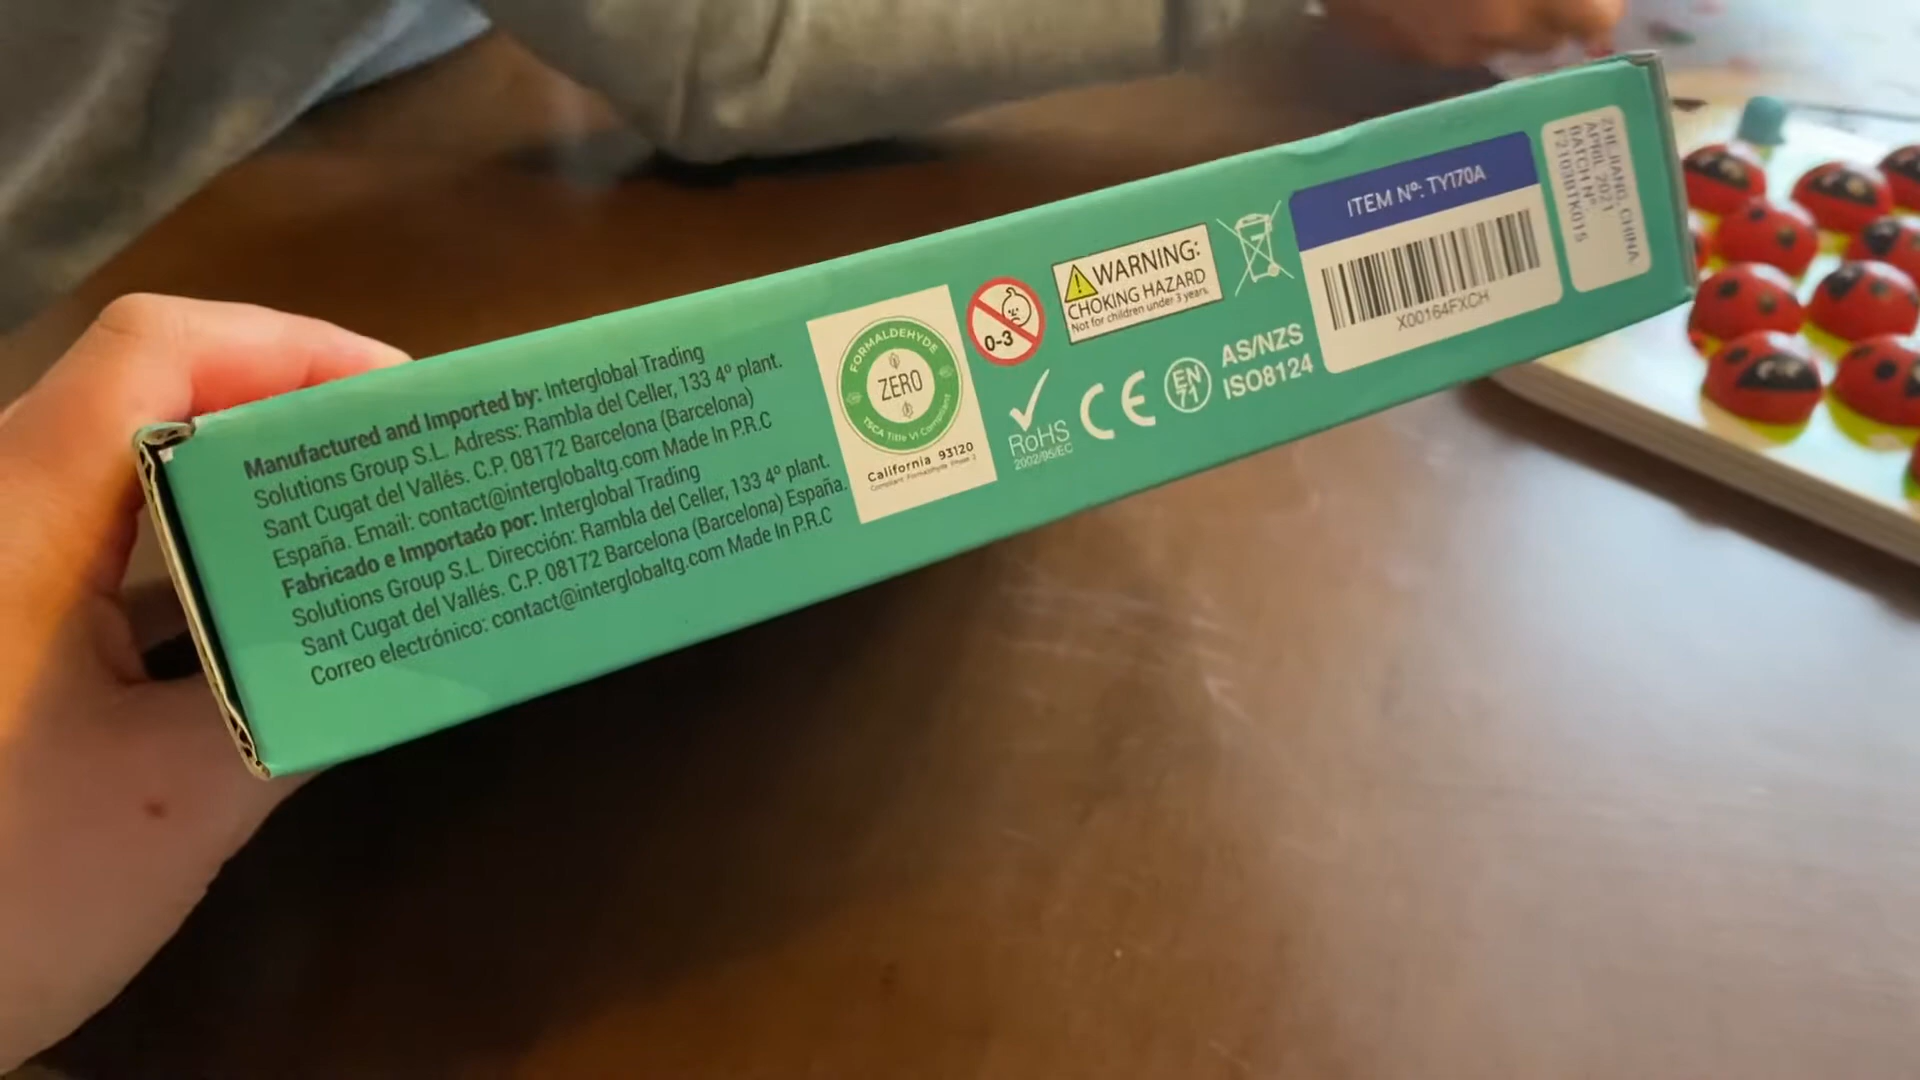 Manufactured and Imported by: Interglobal Trading
Solutions Group S.L. Adress: Rambla del Celler, 133 4º plant.
Sant Cugat del Vallés. C.P. 08172 Barcelona (Barcelona)
España. Email: contact@interglobaltg.com Made In P.R.C
Fabricado e Importado por: Interglobal Trading
Solutions Group S.L. Dirección: Rambla del Celler, 133 4º plant.
Sant Cugat del Vallés. C.P. 08172 Barcelona (Barcelona) España.
Correo electrónico: contact@interglobaltg.com Made In P.R.C
FORMALDEHYDE
ZERO
TSCA Title VI Compliant
California 93120
Compliant Formaldehyde Phase 2
0-3
WARNING:
CHOKING HAZARD
Not for children under 3 years.
RoHS
2002/95/EC
CE
EN
71
AS/NZS
ISO8124
ITEM Nº: TY170A
X00164FXCH
ZHEJIANG, CHINA.
APRIL 2021
BATCH Nº:
F2103BTK015